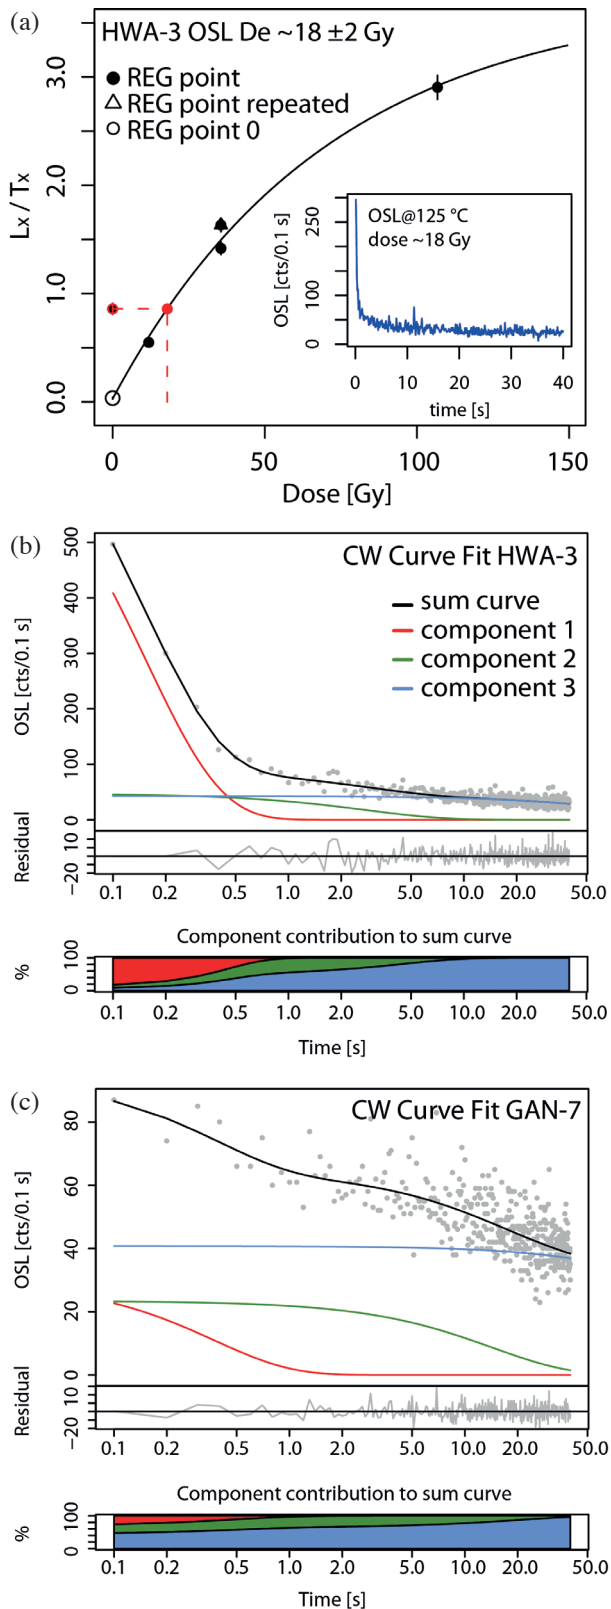 (a)
HWA-3 OSL De ~18 ±2 Gy
REG point
REG point repeated
REG point 0
Lx / Tx
0.0 1.0 2.0 3.0
OSL@125 °C
dose ~18 Gy
OSL [cts/0.1 s]
0 100 250
0 10 20 30 40
time [s]
0 50 100 150
Dose [Gy]
(b)
CW Curve Fit HWA-3
sum curve
component 1
component 2
component 3
OSL [cts/0.1 s]
0 100 200 300 400 500
Residual
−20 10
0.1 0.2 0.5 1.0 2.0 5.0 10.0 20.0 50.0
Component contribution to sum curve
%
0 100
0.1 0.2 0.5 1.0 2.0 5.0 10.0 20.0 50.0
Time [s]
(c)
CW Curve Fit GAN-7
OSL [cts/0.1 s]
0 20 40 60 80
Residual
−20 10
0.1 0.2 0.5 1.0 2.0 5.0 10.0 20.0 50.0
Component contribution to sum curve
%
0 100
0.1 0.2 0.5 1.0 2.0 5.0 10.0 20.0 50.0
Time [s]